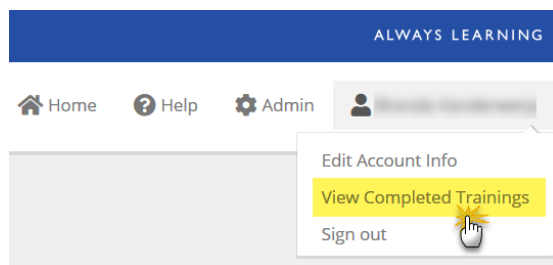 ALWAYS LEARNING
Home Help Admin
Edit Account Info
View Completed Trainings
Sign out